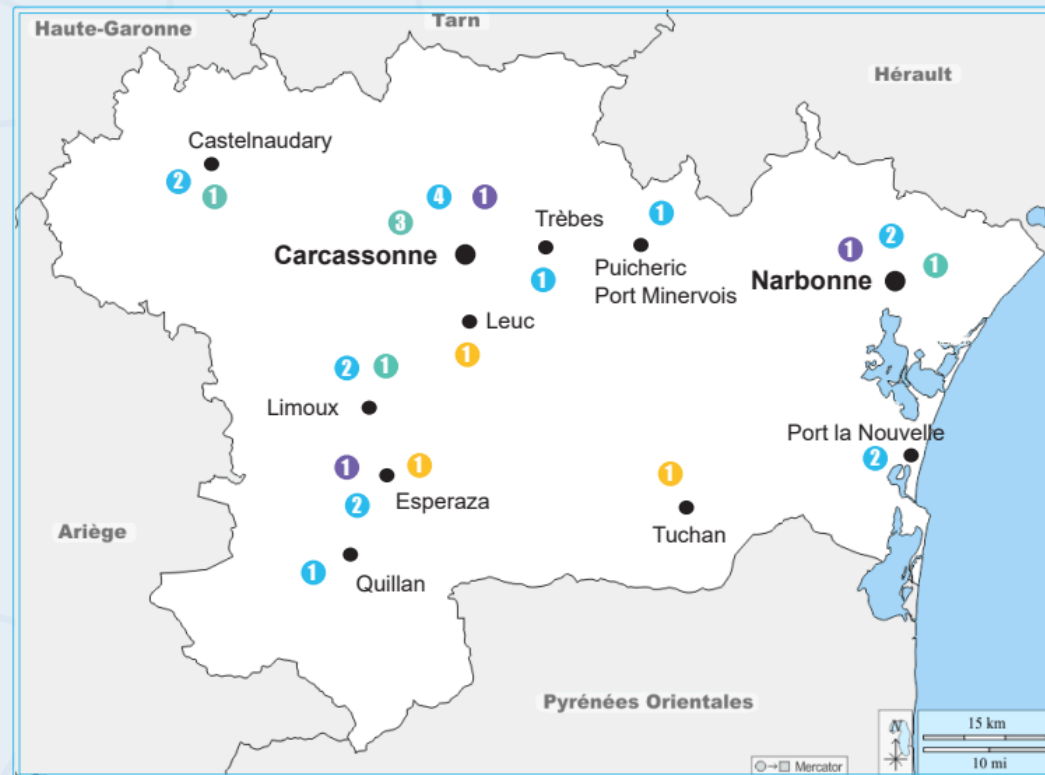 Haute-Garonne
Tarn
Hérault
Castelnaudary
2
1
4
1
3
Carcassonne
Trèbes
1
1
Puicheric
Port Minervois
2
1
1
Narbonne
Leuc
1
2
1
Limoux
Port la Nouvelle
2
1
1
2
Esperaza
1
Tuchan
Ariège
1
Quillan
Pyrénées Orientales
N
15 km
10 mi
Mercator